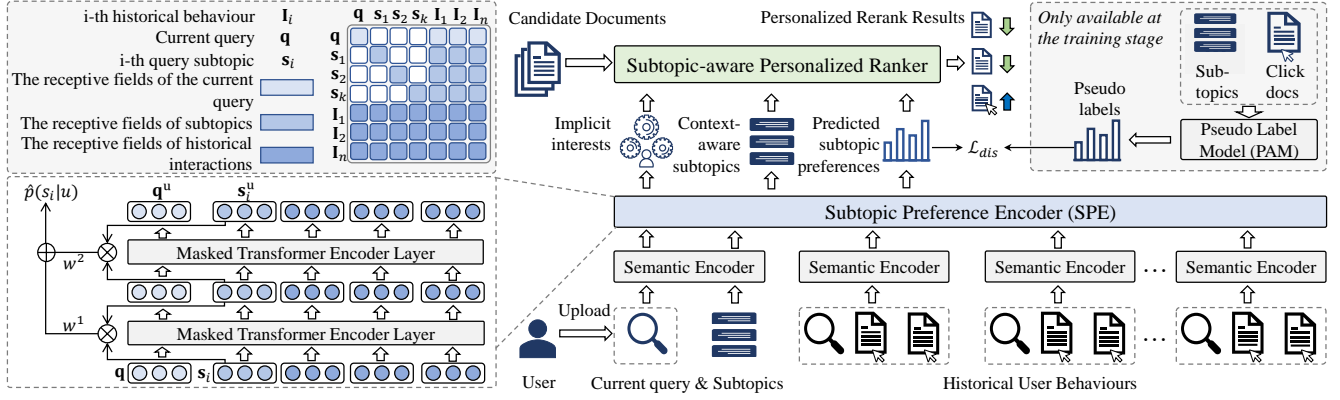 i-th historical behaviour I_i
Current query q
i-th query subtopic s_i
The receptive fields of the current
query
The receptive fields of subtopics
The receptive fields of historical
interactions
q s_1 s_2 s_k I_1 I_2 I_n
q
s_1
s_2
s_k
I_1
I_2
I_n
p̂(s_i|u)
q^u s_i^u
Masked Transformer Encoder Layer
w^2
Masked Transformer Encoder Layer
w^1
q s_i
Candidate Documents
Personalized Rerank Results
Subtopic-aware Personalized Ranker
Implicit
interests
Context-
aware
subtopics
Predicted
subtopic
preferences
ℒ_dis
Only available at
the training stage
Sub-
topics
Click
docs
Pseudo
labels
Pseudo Label
Model (PAM)
Subtopic Preference Encoder (SPE)
Semantic Encoder Semantic Encoder Semantic Encoder ... Semantic Encoder
Upload
...
User Current query & Subtopics Historical User Behaviours